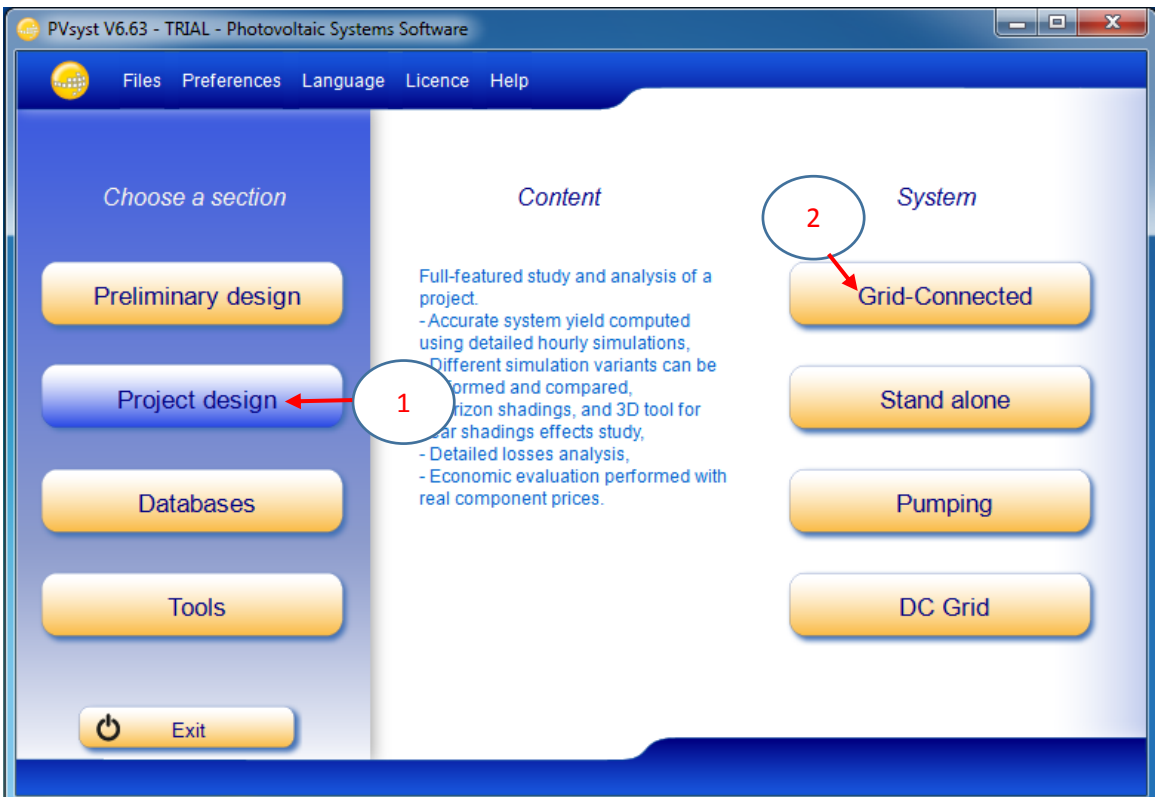 PVsyst V6.63 - TRIAL - Photovoltaic Systems Software
Files Preferences Language Licence Help
Choose a section
Preliminary design
Project design
Databases
Tools
Exit
1
Content
Full-featured study and analysis of a
project.
- Accurate system yield computed
using detailed hourly simulations,
Different simulation variants can be
ormed and compared,
rizon shadings, and 3D tool for
ar shadings effects study,
- Detailed losses analysis,
- Economic evaluation performed with
real component prices.
2
System
Grid-Connected
Stand alone
Pumping
DC Grid